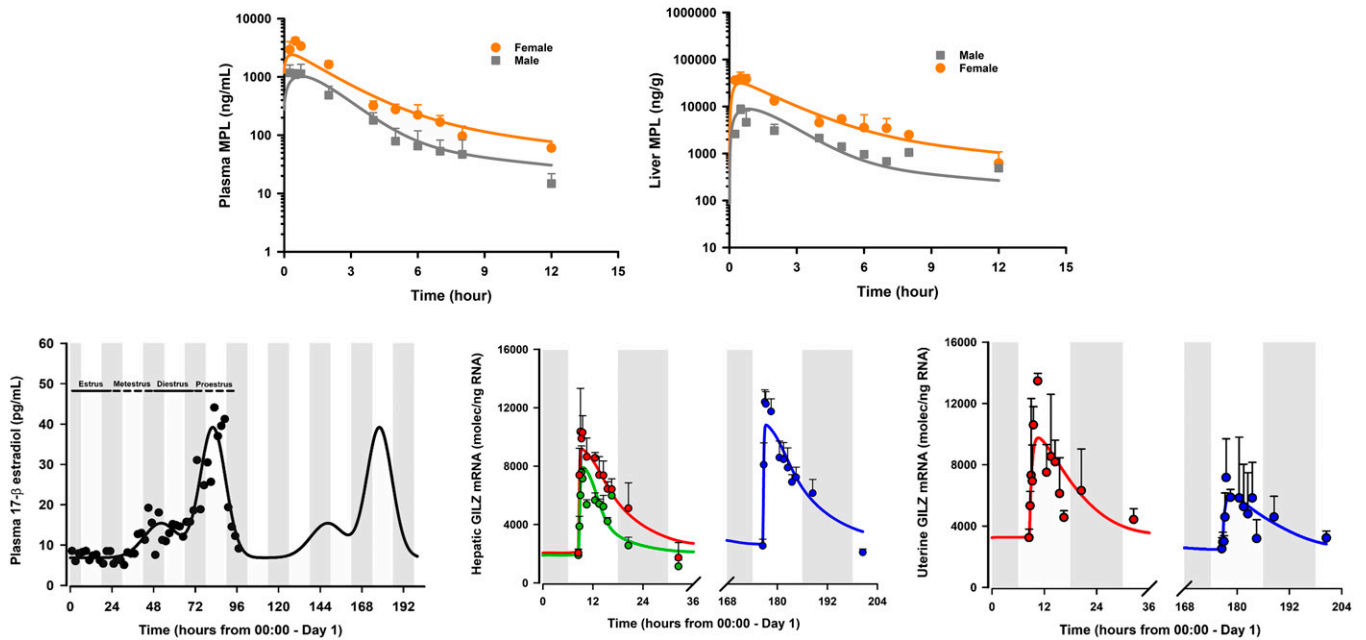 Plasma MPL (ng/mL)
10000
1000
100
10
1
Female
Male
0 3 6 9 12 15
Time (hour)
Liver MPL (ng/g)
1000000
100000
10000
1000
100
10
Male
Female
0 3 6 9 12 15
Time (hour)
Plasma 17-β estradiol (pg/mL)
60
50
40
30
20
10
0
Estrus Metestrus Diestrus Proestrus
0 24 48 72 96 120 144 168 192
Time (hours from 00:00 - Day 1)
Hepatic GILZ mRNA (molec/ng RNA)
16000
12000
8000
4000
0
0 12 24 36 168 180 192 204
Time (hours from 00:00 - Day 1)
Uterine GILZ mRNA (molec/ng RNA)
16000
12000
8000
4000
0
0 12 24 36 168 180 192 204
Time (hours from 00:00 - Day 1)